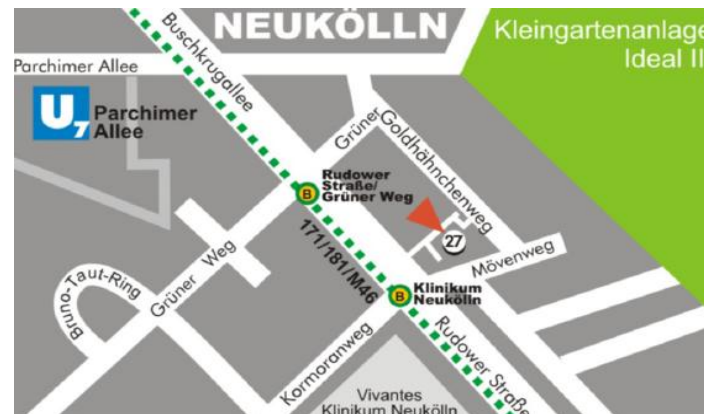 NEUKÖLLN
Kleingartenanlage
Ideal II
Parchimer Allee
Buschkrugallee
U7
Parchimer
Allee
Grüner
Goldhähnchenweg
Rudower
Straße/
Grüner Weg
B
27
171/181/M46
Mövenweg
Bruno-Taut-Ring
Grüner Weg
B
Klinikum
Neukölln
Kormoranweg
Rudower Straße
Vivantes
Klinikum Neukölln